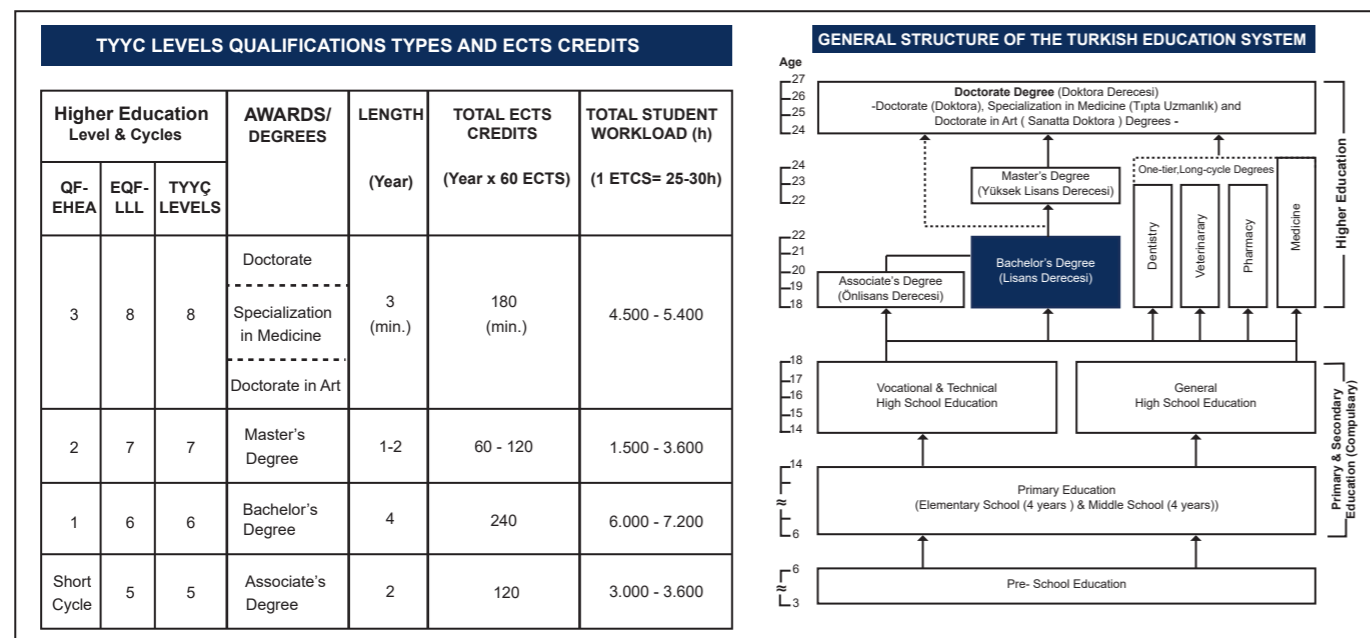 TYYC LEVELS QUALIFICATIONS TYPES AND ECTS CREDITS
Higher Education
Level & Cycles
AWARDS/
DEGREES
LENGTH
(Year)
TOTAL ECTS
CREDITS
(Year x 60 ECTS)
TOTAL STUDENT
WORKLOAD (h)
(1 ETCS= 25-30h)
QF-
EHEA
EQF-
LLL
TYYÇ
LEVELS
3
8
8
Doctorate
Specialization
in Medicine
Doctorate in Art
3
(min.)
180
(min.)
4.500 - 5.400
2
7
7
Master's
Degree
1-2
60 - 120
1.500 - 3.600
1
6
6
Bachelor's
Degree
4
240
6.000 - 7.200
Short
Cycle
5
5
Associate's
Degree
2
120
3.000 - 3.600
GENERAL STRUCTURE OF THE TURKISH EDUCATION SYSTEM
Age
27
26
25
24
Doctorate Degree (Doktora Derecesi)
-Doctorate (Doktora), Specialization in Medicine (Tıpta Uzmanlık) and
Doctorate in Art ( Sanatta Doktora ) Degrees -
24
23
22
Master's Degree
(Yüksek Lisans Derecesi)
One-tier,Long-cycle Degrees
22
21
20
19
18
Associate's Degree
(Önlisans Derecesi)
Bachelor's Degree
(Lisans Derecesi)
Dentistry
Veterinarary
Pharmacy
Medicine
Higher Education
18
17
16
15
14
Vocational & Technical
High School Education
General
High School Education
14
≈
6
Primary Education
(Elementary School (4 years ) & Middle School (4 years))
Primary & Secondary
Education (Compulsary)
6
≈
3
Pre- School Education